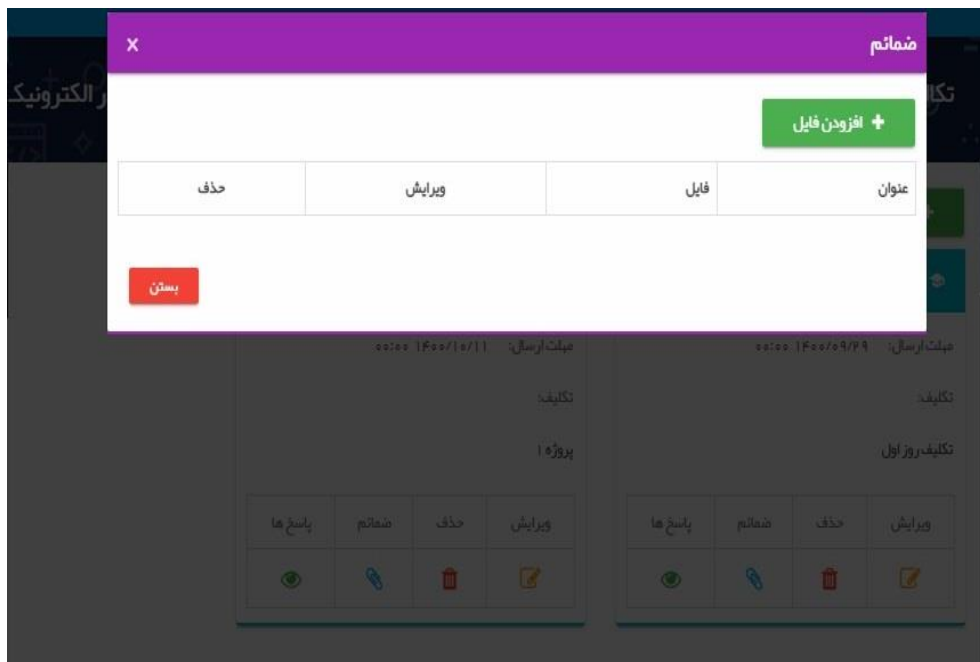 ضمائم X
تکا
ر الکترونیک
+ افزودن فایل
عنوان فایل ویرایش حذف
بستن
مهلت ارسال: ۱۴۰۰/۰۹/۲۹ ۰۰:۰۰
تکلیف:
تکلیف روز اول
ویرایش حذف ضمائم پاسخ ها
مهلت ارسال: ۱۴۰۰/۱۰/۱۱ ۰۰:۰۰
تکلیف:
پروژه ۱
ویرایش حذف ضمائم پاسخ ها